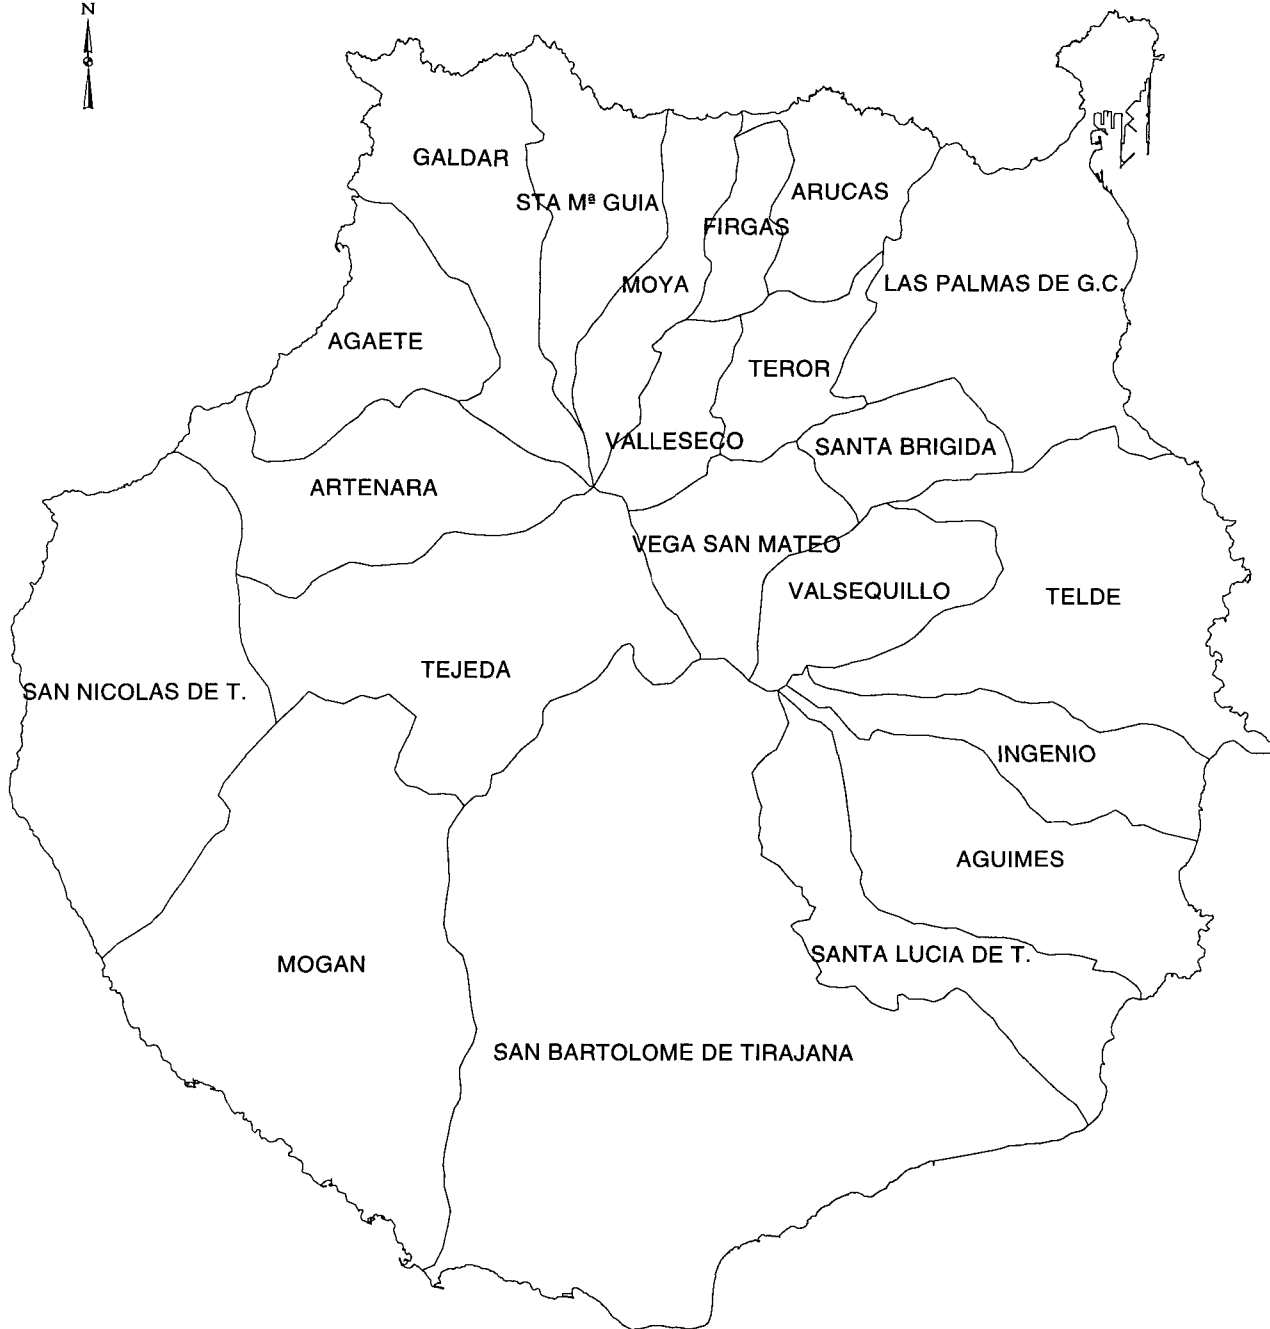 N
GALDAR
STA Mª GUIA
ARUCAS
FIRGAS
MOYA
LAS PALMAS DE G.C.
AGAETE
TEROR
VALLESECO
SANTA BRIGIDA
ARTENARA
VEGA SAN MATEO
VALSEQUILLO
TELDE
TEJEDA
SAN NICOLAS DE T.
INGENIO
AGUIMES
SANTA LUCIA DE T.
MOGAN
SAN BARTOLOME DE TIRAJANA